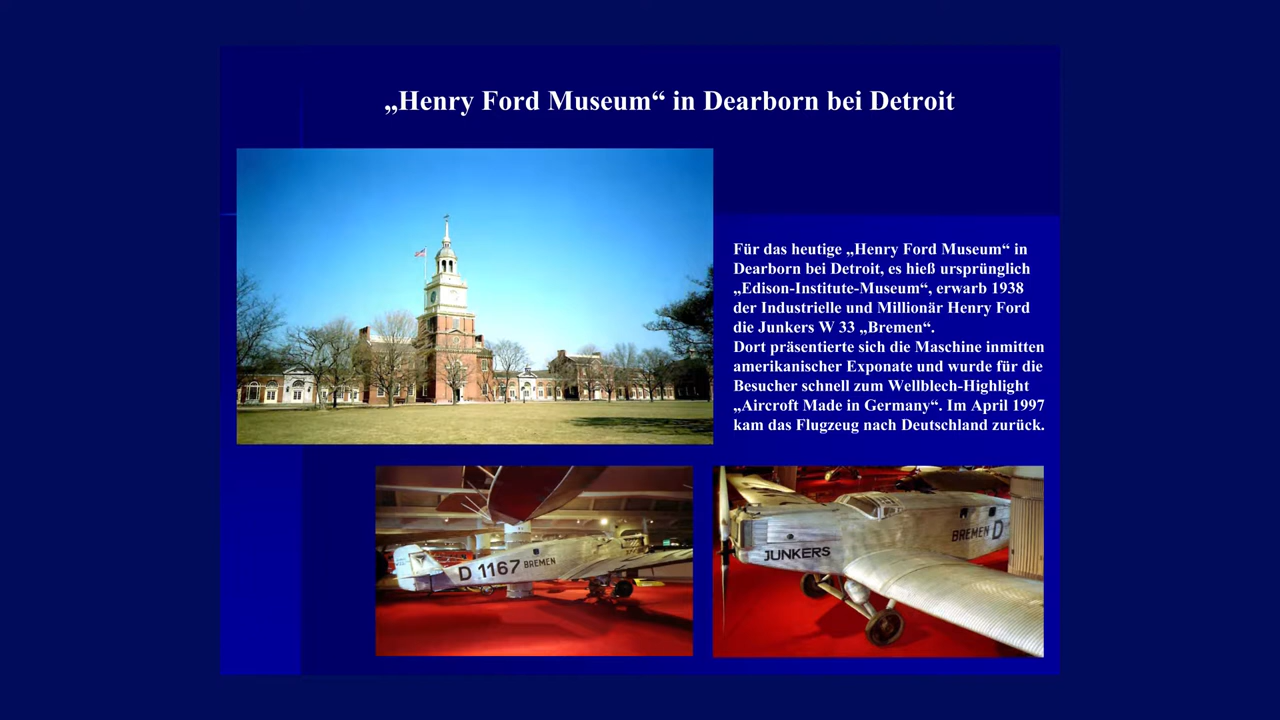 „Henry Ford Museum“ in Dearborn bei Detroit
Für das heutige „Henry Ford Museum“ in
Dearborn bei Detroit, es hieß ursprünglich
„Edison-Institute-Museum“, erwarb 1938
der Industrielle und Millionär Henry Ford
die Junkers W 33 „Bremen“.
Dort präsentierte sich die Maschine inmitten
amerikanischer Exponate und wurde für die
Besucher schnell zum Wellblech-Highlight
„Aircroft Made in Germany“. Im April 1997
kam das Flugzeug nach Deutschland zurück.
D 1167 BREMEN
JUNKERS
BREMEN D